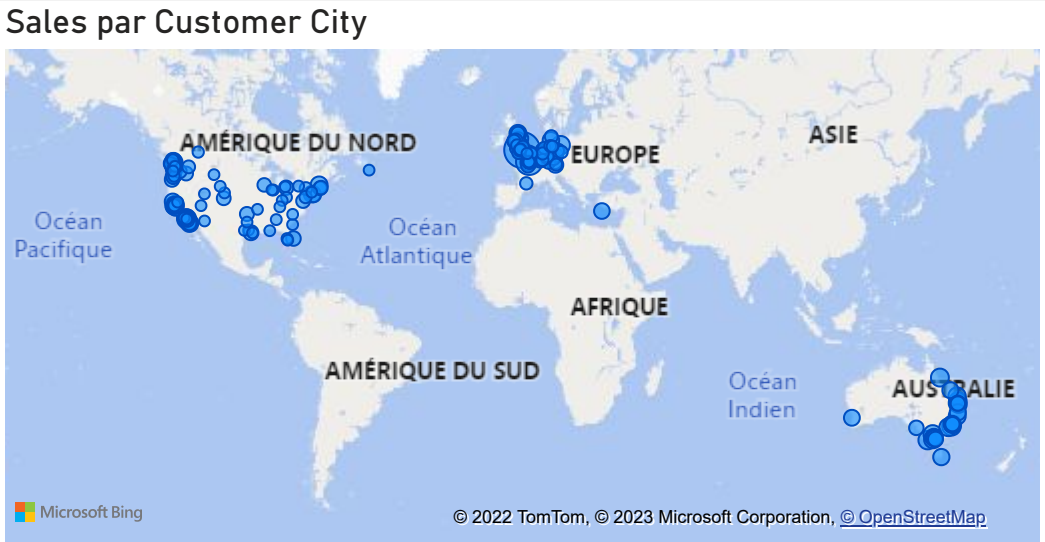 Sales par Customer City
AMÉRIQUE DU NORD
ASIE
EUROPE
Océan
Pacifique
Océan
Atlantique
AFRIQUE
AMÉRIQUE DU SUD
Océan
Indien
AUSTRALIE
Microsoft Bing
© 2022 TomTom, © 2023 Microsoft Corporation, © OpenStreetMap